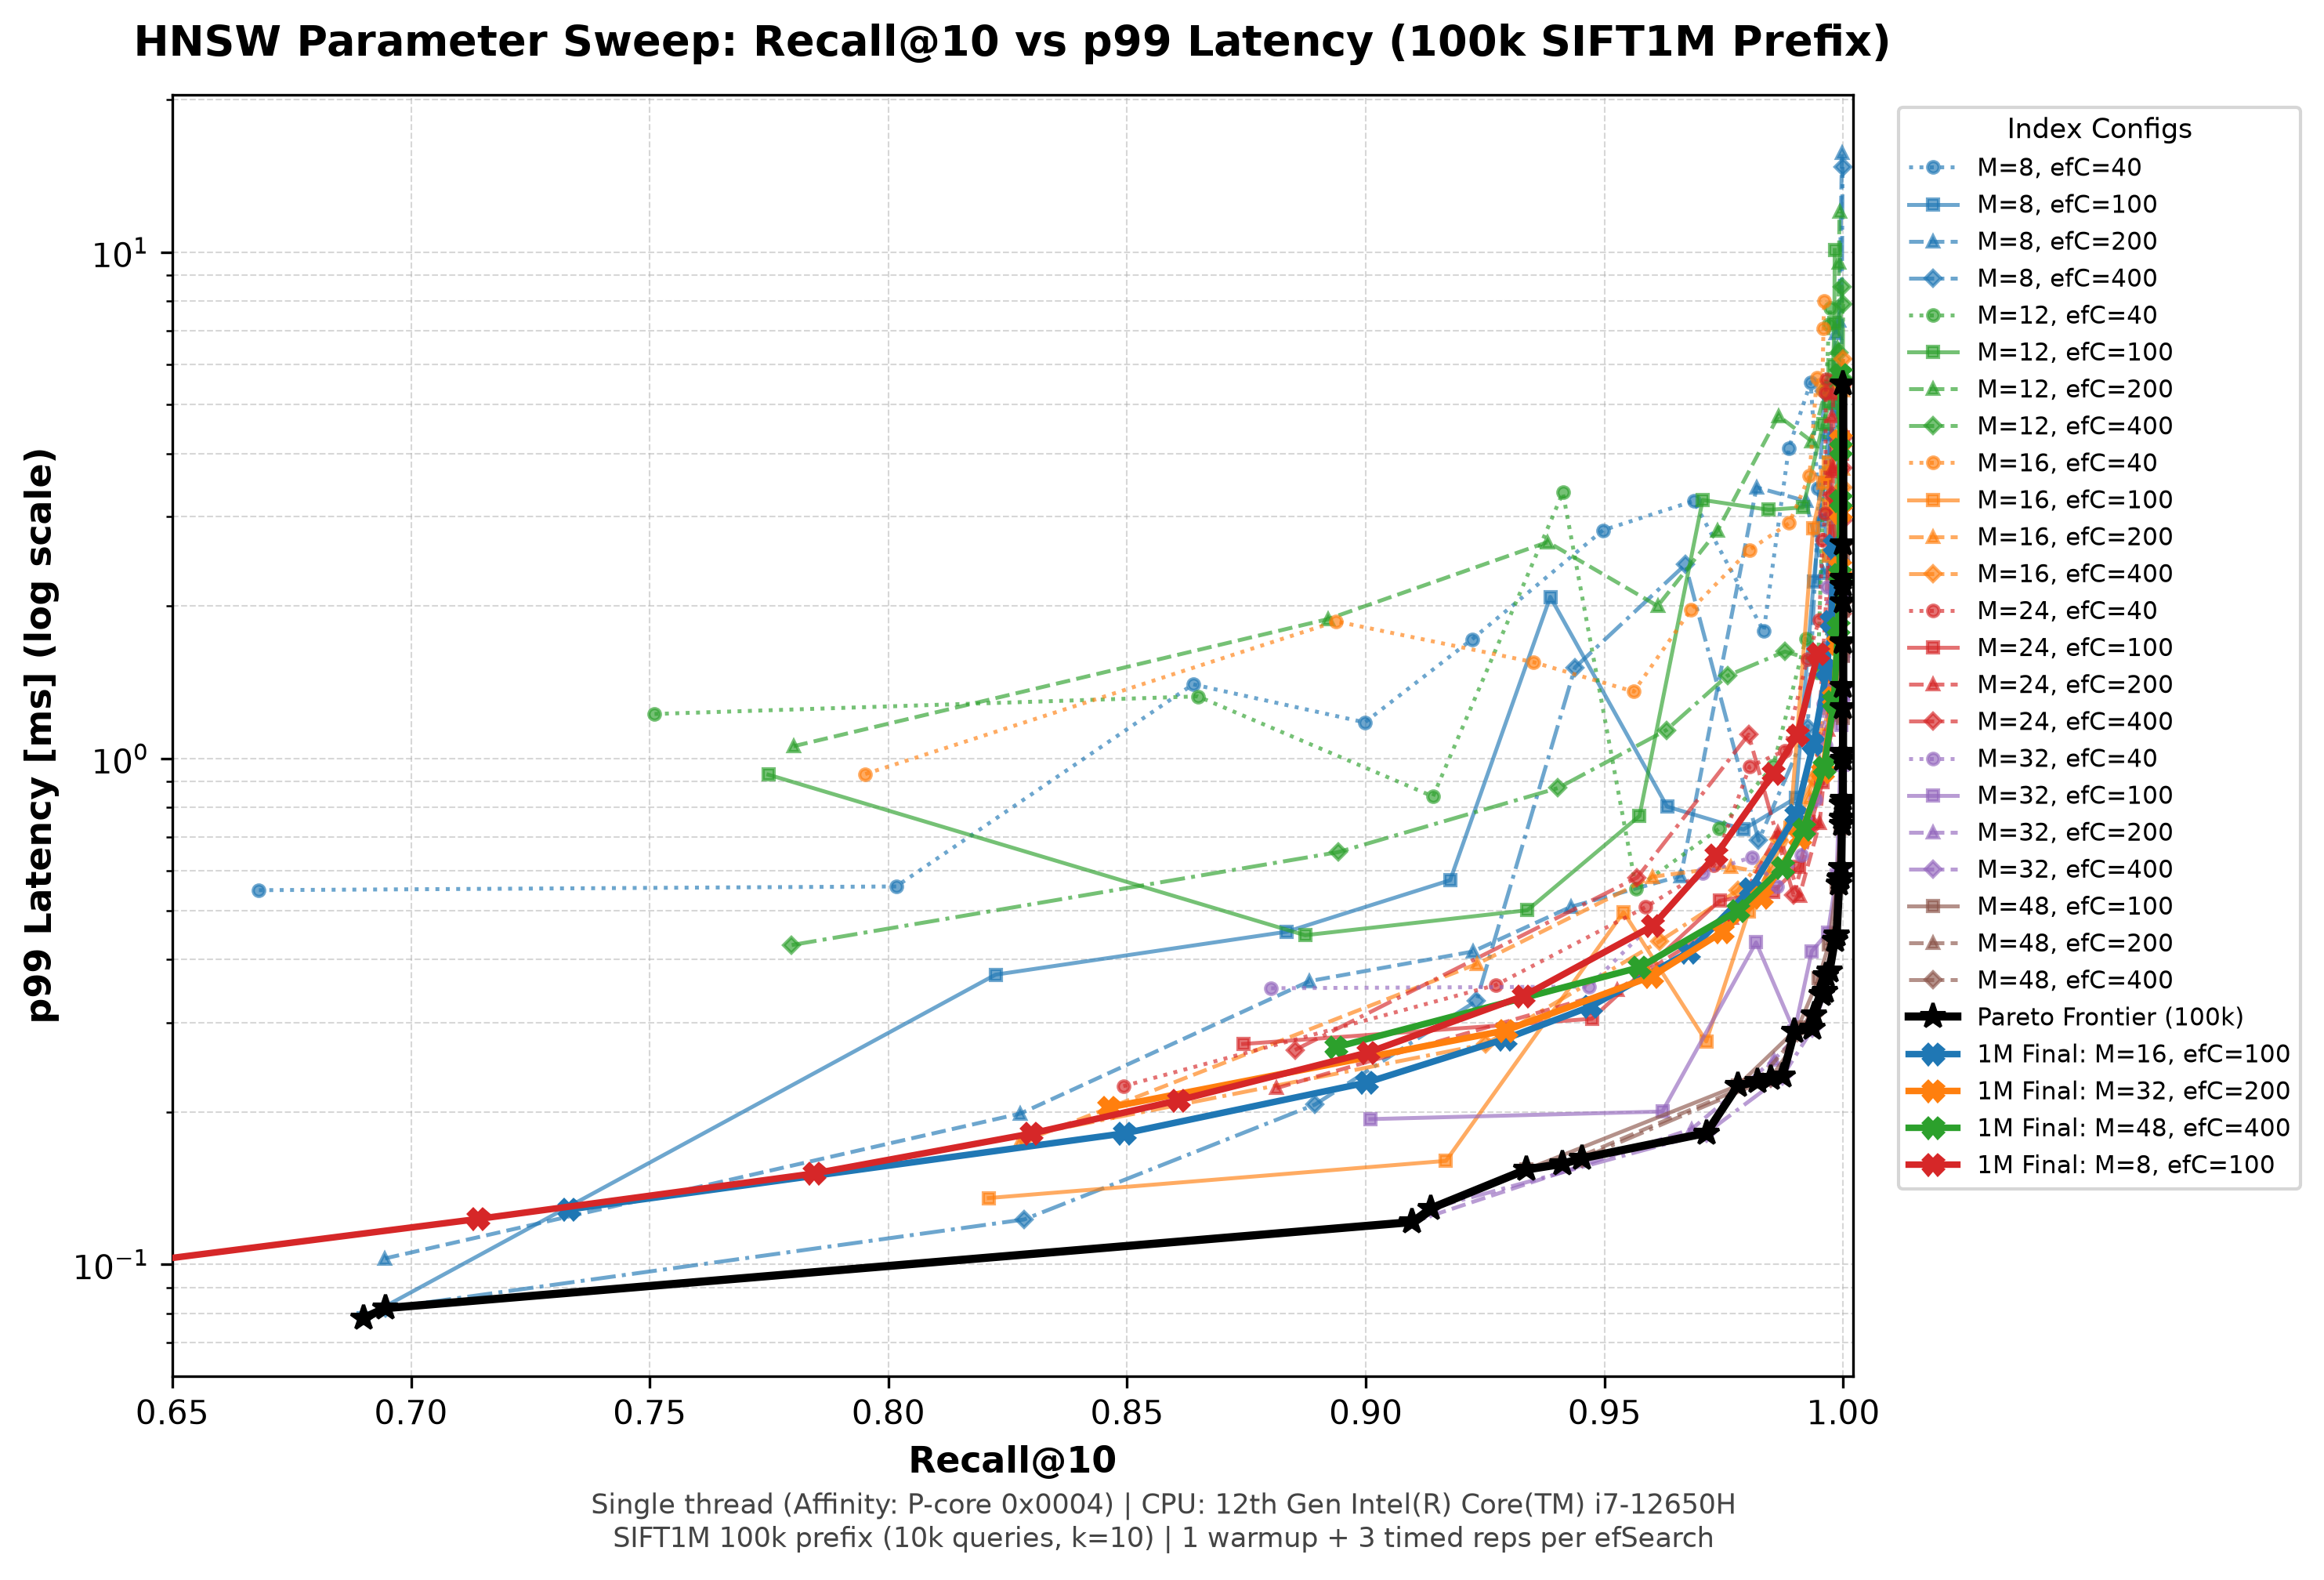 HNSW Parameter Sweep: Recall@10 vs p99 Latency (100k SIFT1M Prefix)
p99 Latency [ms] (log scale)
10¹
10⁰
10⁻¹
0.65 0.70 0.75 0.80 0.85 0.90 0.95 1.00
Recall@10
Single thread (Affinity: P-core 0x0004) | CPU: 12th Gen Intel(R) Core(TM) i7-12650H
SIFT1M 100k prefix (10k queries, k=10) | 1 warmup + 3 timed reps per efSearch
Index Configs
M=8, efC=40
M=8, efC=100
M=8, efC=200
M=8, efC=400
M=12, efC=40
M=12, efC=100
M=12, efC=200
M=12, efC=400
M=16, efC=40
M=16, efC=100
M=16, efC=200
M=16, efC=400
M=24, efC=40
M=24, efC=100
M=24, efC=200
M=24, efC=400
M=32, efC=40
M=32, efC=100
M=32, efC=200
M=32, efC=400
M=48, efC=100
M=48, efC=200
M=48, efC=400
Pareto Frontier (100k)
1M Final: M=16, efC=100
1M Final: M=32, efC=200
1M Final: M=48, efC=400
1M Final: M=8, efC=100